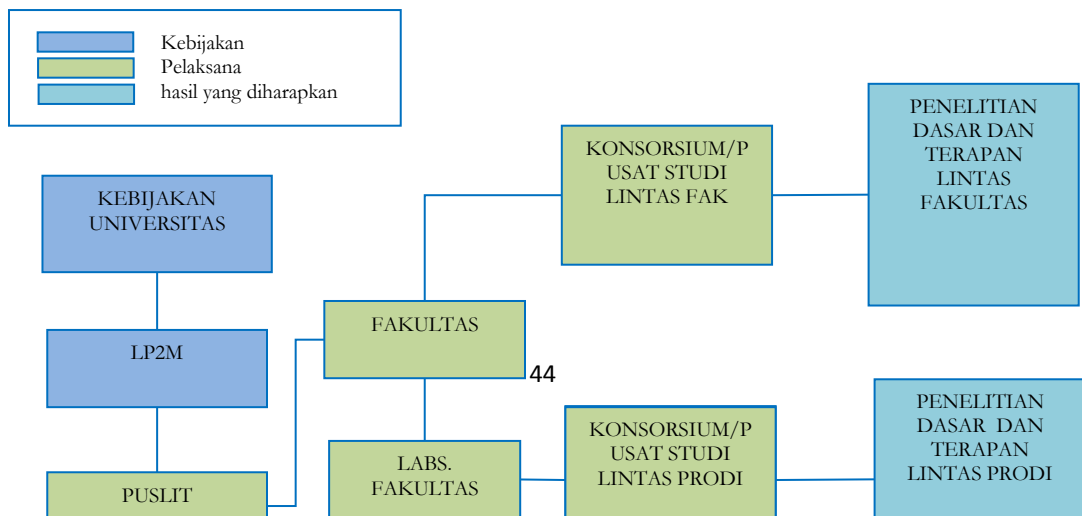 Kebijakan
Pelaksana
hasil yang diharapkan
KEBIJAKAN
UNIVERSITAS
LP2M
PUSLIT
FAKULTAS
44
LABS.
FAKULTAS
KONSORSIUM/P
USAT STUDI
LINTAS FAK
PENELITIAN
DASAR DAN
TERAPAN
LINTAS
FAKULTAS
KONSORSIUM/P
USAT STUDI
LINTAS PRODI
PENELITIAN
DASAR DAN
TERAPAN
LINTAS PRODI